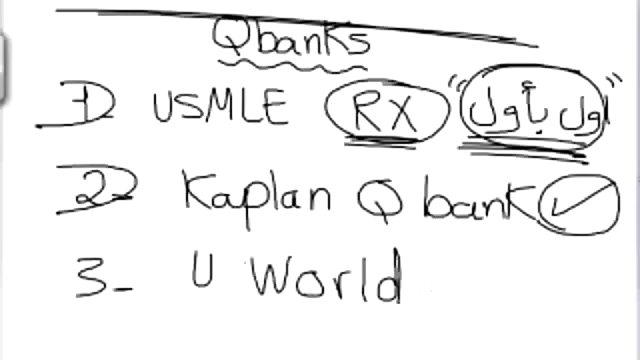 Qbanks
1) USMLE RX "اول بأول"
2) Kaplan Q bank ✓
3- U World